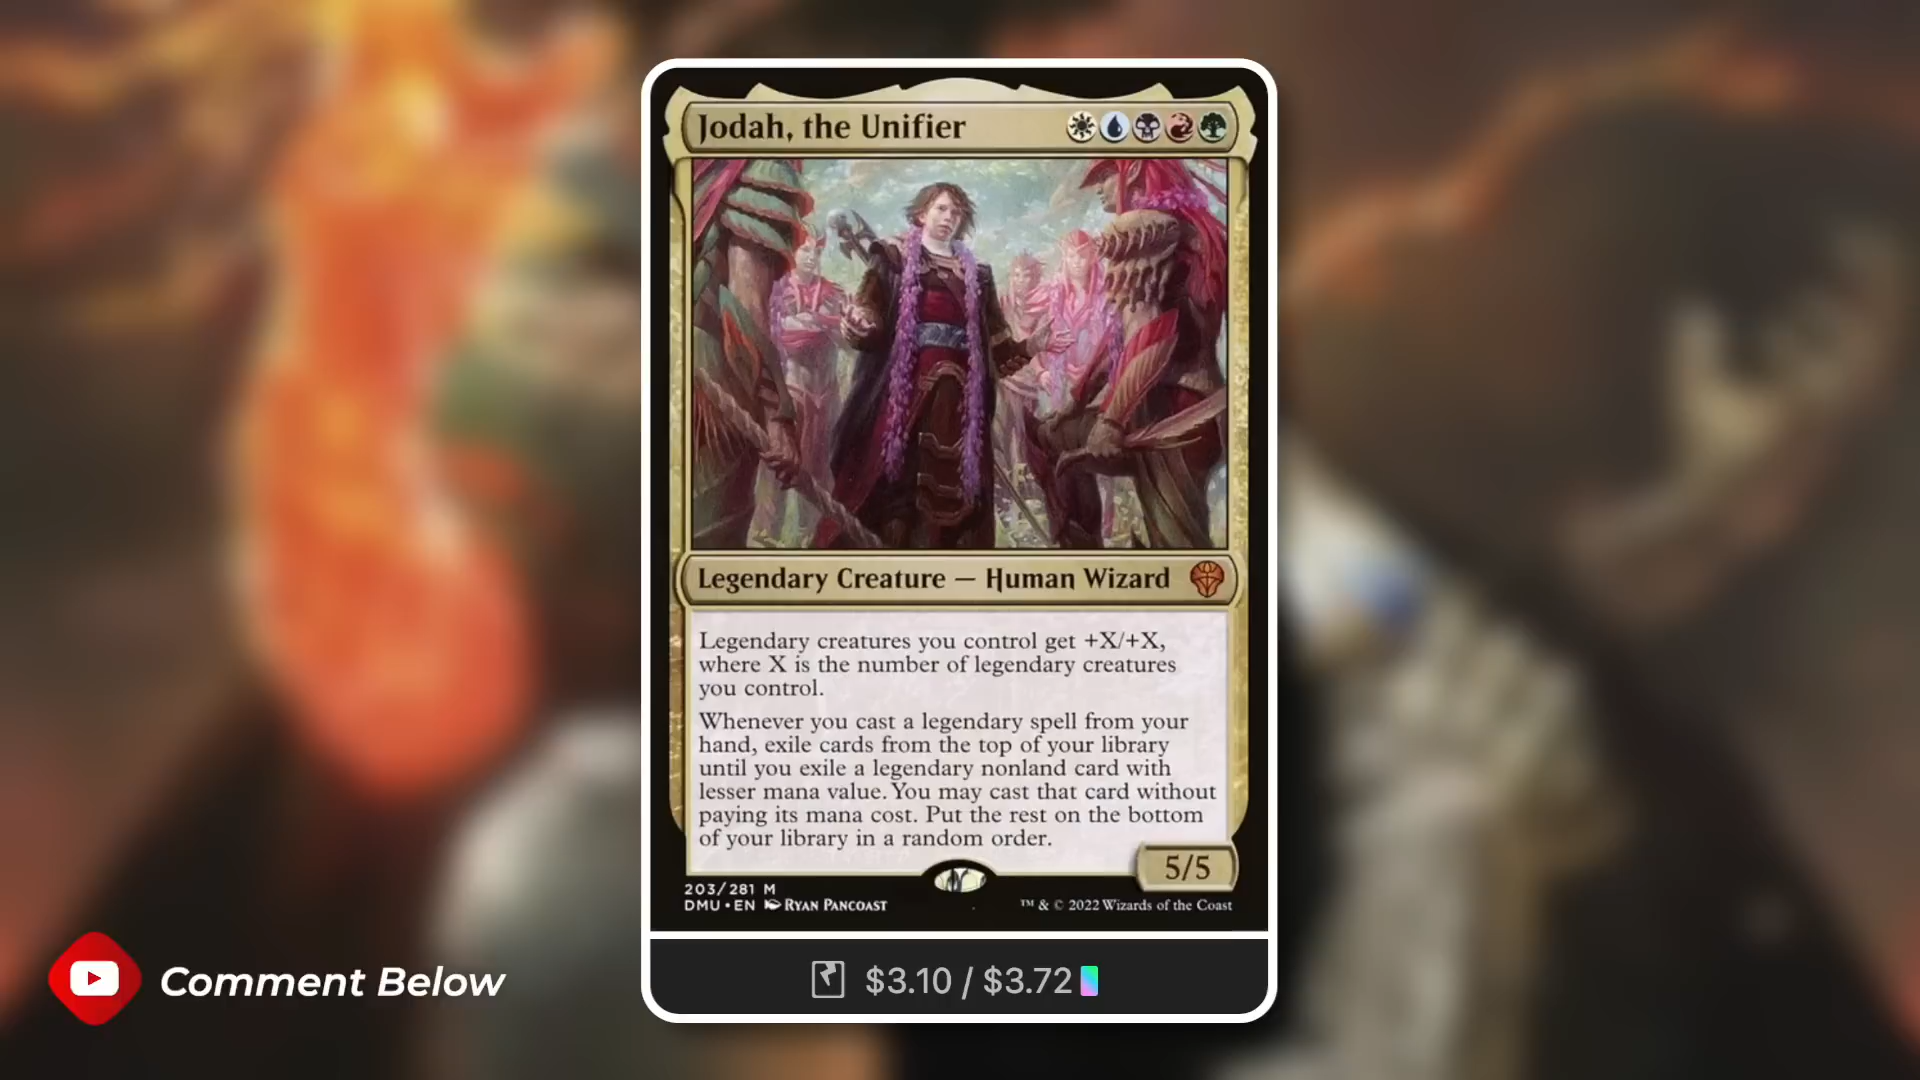 Jodah, the Unifier
Legendary Creature — Human Wizard
Legendary creatures you control get +X/+X,
where X is the number of legendary creatures
you control.
Whenever you cast a legendary spell from your
hand, exile cards from the top of your library
until you exile a legendary nonland card with
lesser mana value. You may cast that card without
paying its mana cost. Put the rest on the bottom
of your library in a random order.
5/5
203/281 M
DMU • EN RYAN PANCOAST
™ & © 2022 Wizards of the Coast
Comment Below
$3.10 / $3.72